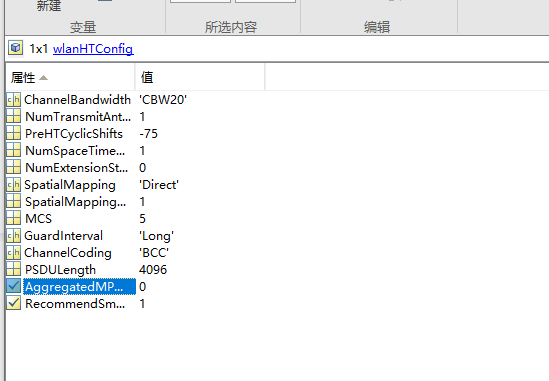 新建
变量 所选内容 编辑
1x1 wlanHTConfig
属性 值
ChannelBandwidth 'CBW20'
NumTransmitAnt... 1
PreHTCyclicShifts -75
NumSpaceTime... 1
NumExtensionSt... 0
SpatialMapping 'Direct'
SpatialMapping... 1
MCS 5
GuardInterval 'Long'
ChannelCoding 'BCC'
PSDULength 4096
AggregatedMP... 0
RecommendSm... 1